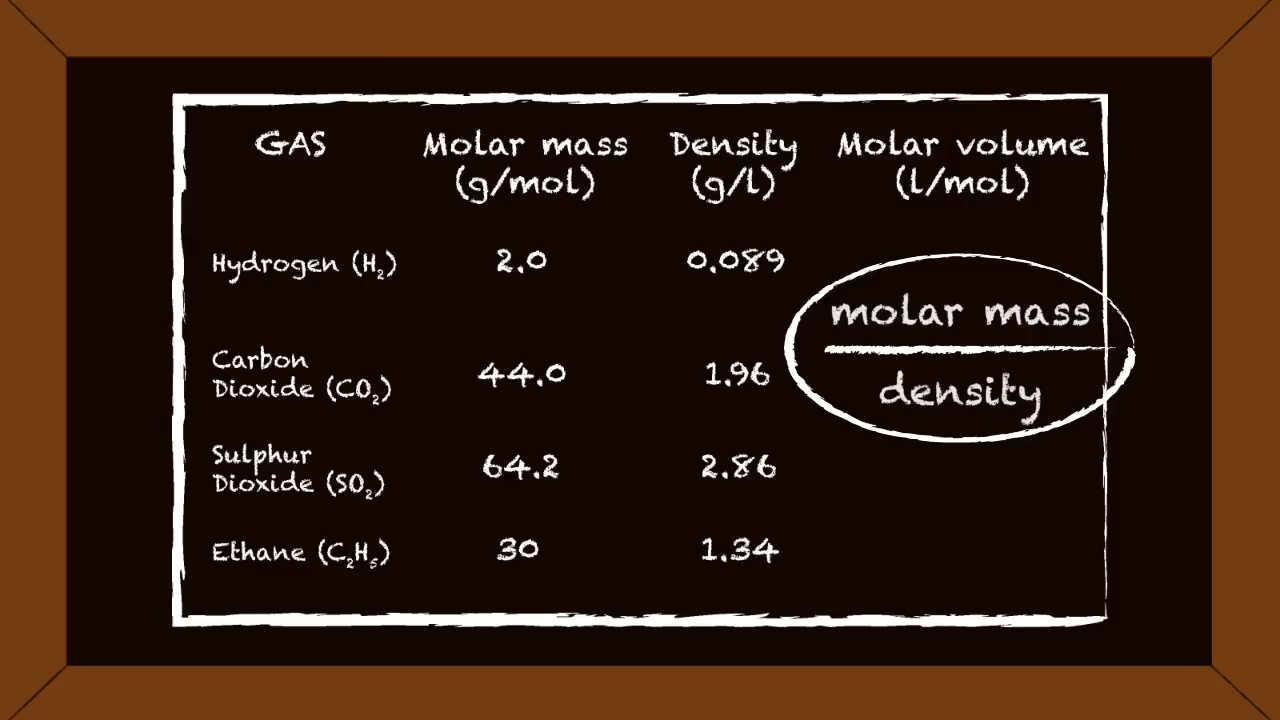 GAS Molar mass Density Molar volume
(g/mol) (g/l) (l/mol)
Hydrogen (H₂) 2.0 0.089
molar mass
density
Carbon
Dioxide (CO₂) 44.0 1.96
Sulphur
Dioxide (SO₂) 64.2 2.86
Ethane (C₂H₅) 30 1.34